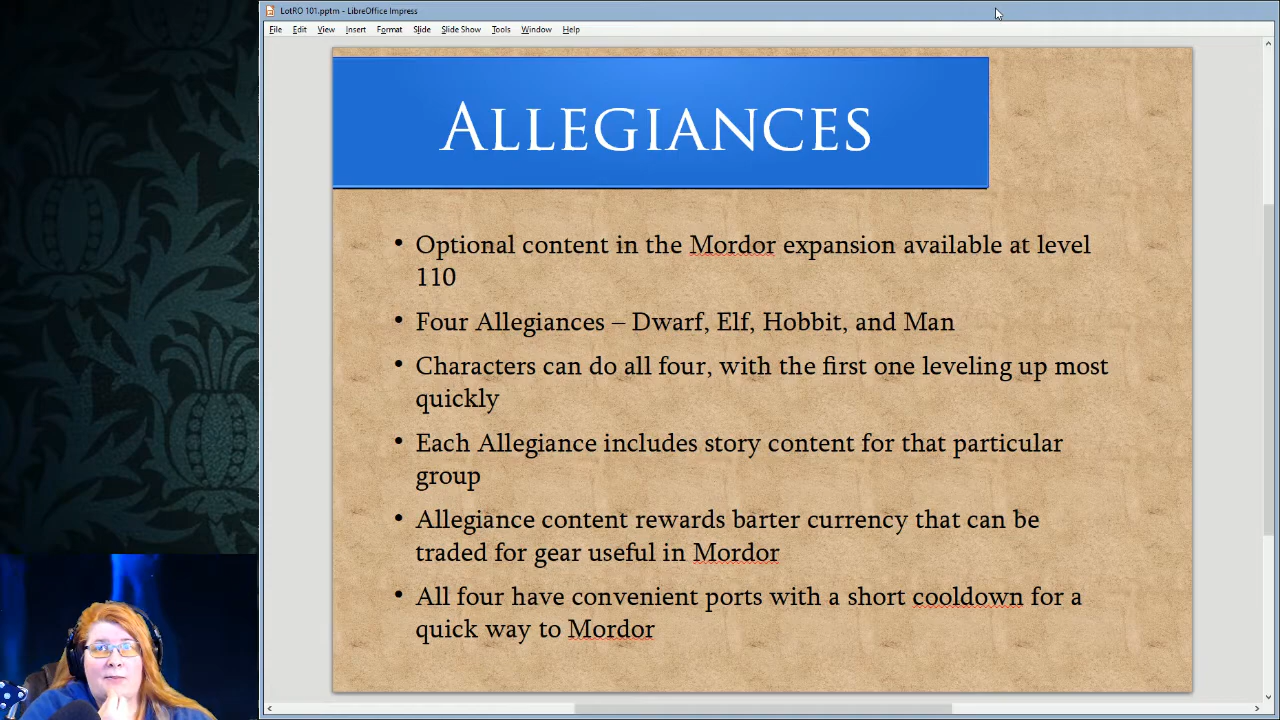 LotRO 101.pptm - LibreOffice Impress
File Edit View Insert Format Slide Slide Show Tools Window Help
Allegiances
• Optional content in the Mordor expansion available at level
110
• Four Allegiances – Dwarf, Elf, Hobbit, and Man
• Characters can do all four, with the first one leveling up most
quickly
• Each Allegiance includes story content for that particular
group
• Allegiance content rewards barter currency that can be
traded for gear useful in Mordor
• All four have convenient ports with a short cooldown for a
quick way to Mordor